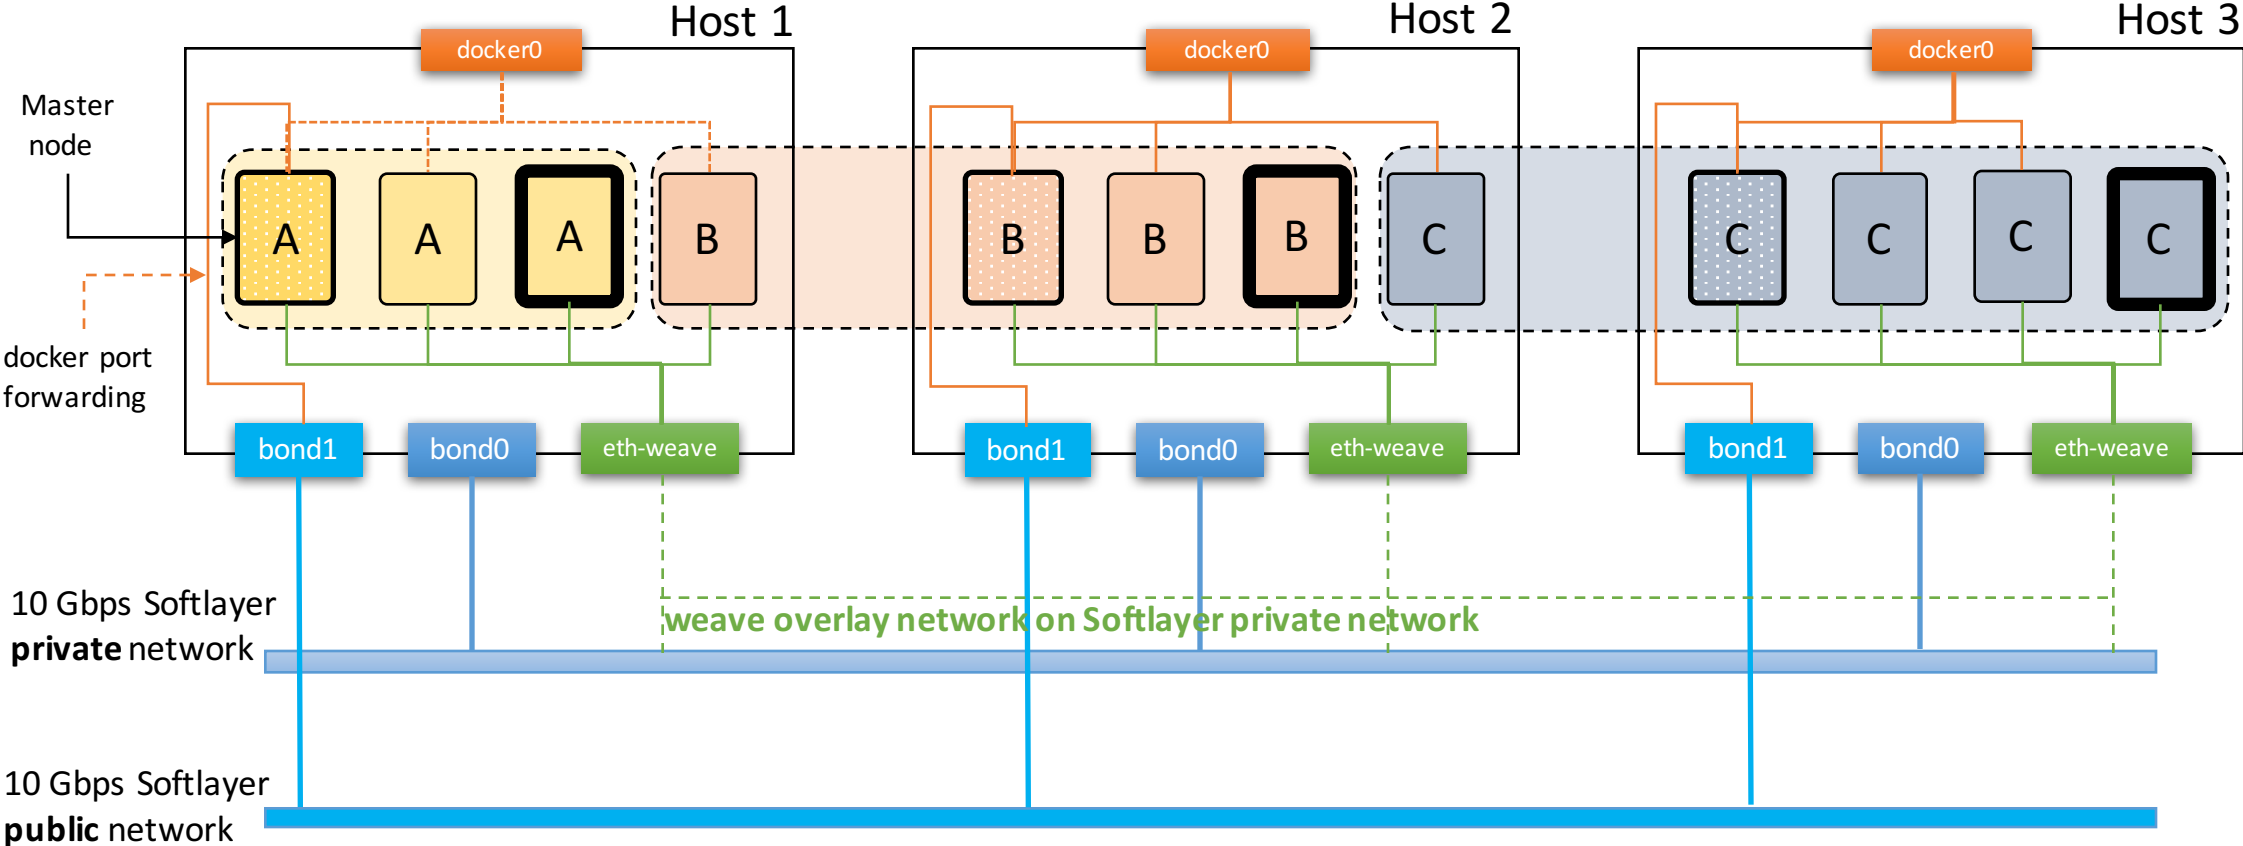 Host 1
Host 2
Host 3
docker0
docker0
docker0
Master
node
A
A
A
B
B
B
B
C
C
C
C
C
docker port
forwarding
bond1
bond0
eth-weave
bond1
bond0
eth-weave
bond1
bond0
eth-weave
10 Gbps Softlayer
private network
weave overlay network on Softlayer private network
10 Gbps Softlayer
public network